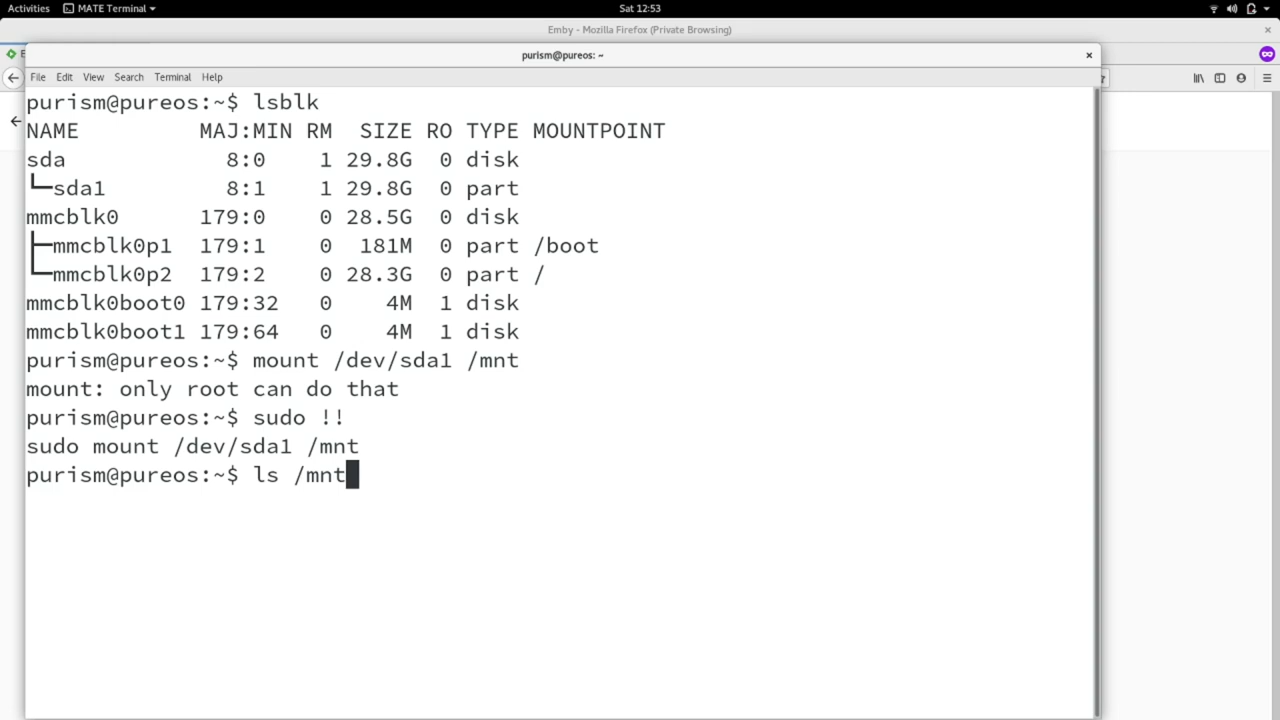 Activities MATE Terminal Sat 12:53
Emby - Mozilla Firefox (Private Browsing)
purism@pureos: ~
File Edit View Search Terminal Help
purism@pureos:~$ lsblk
NAME MAJ:MIN RM SIZE RO TYPE MOUNTPOINT
sda 8:0 1 29.8G 0 disk
└─sda1 8:1 1 29.8G 0 part
mmcblk0 179:0 0 28.5G 0 disk
├─mmcblk0p1 179:1 0 181M 0 part /boot
└─mmcblk0p2 179:2 0 28.3G 0 part /
mmcblk0boot0 179:32 0 4M 1 disk
mmcblk0boot1 179:64 0 4M 1 disk
purism@pureos:~$ mount /dev/sda1 /mnt
mount: only root can do that
purism@pureos:~$ sudo !!
sudo mount /dev/sda1 /mnt
purism@pureos:~$ ls /mnt